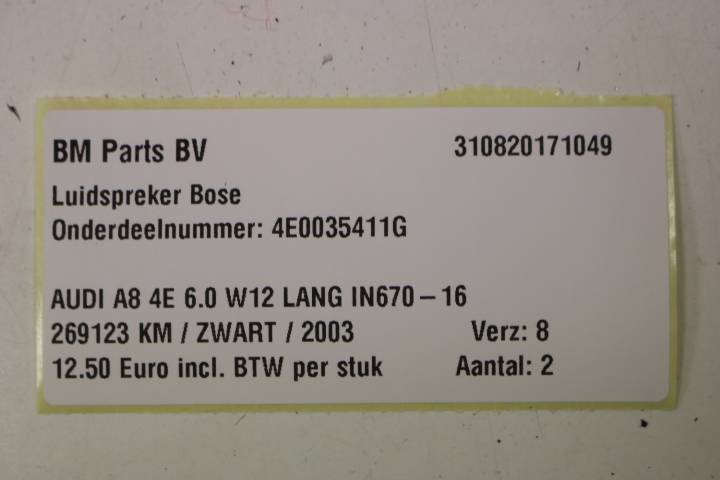 BM Parts BV 310820171049
Luidspreker Bose
Onderdeelnummer: 4E0035411G
AUDI A8 4E 6.0 W12 LANG IN670-16
269123 KM / ZWART / 2003 Verz: 8
12.50 Euro incl. BTW per stuk Aantal: 2